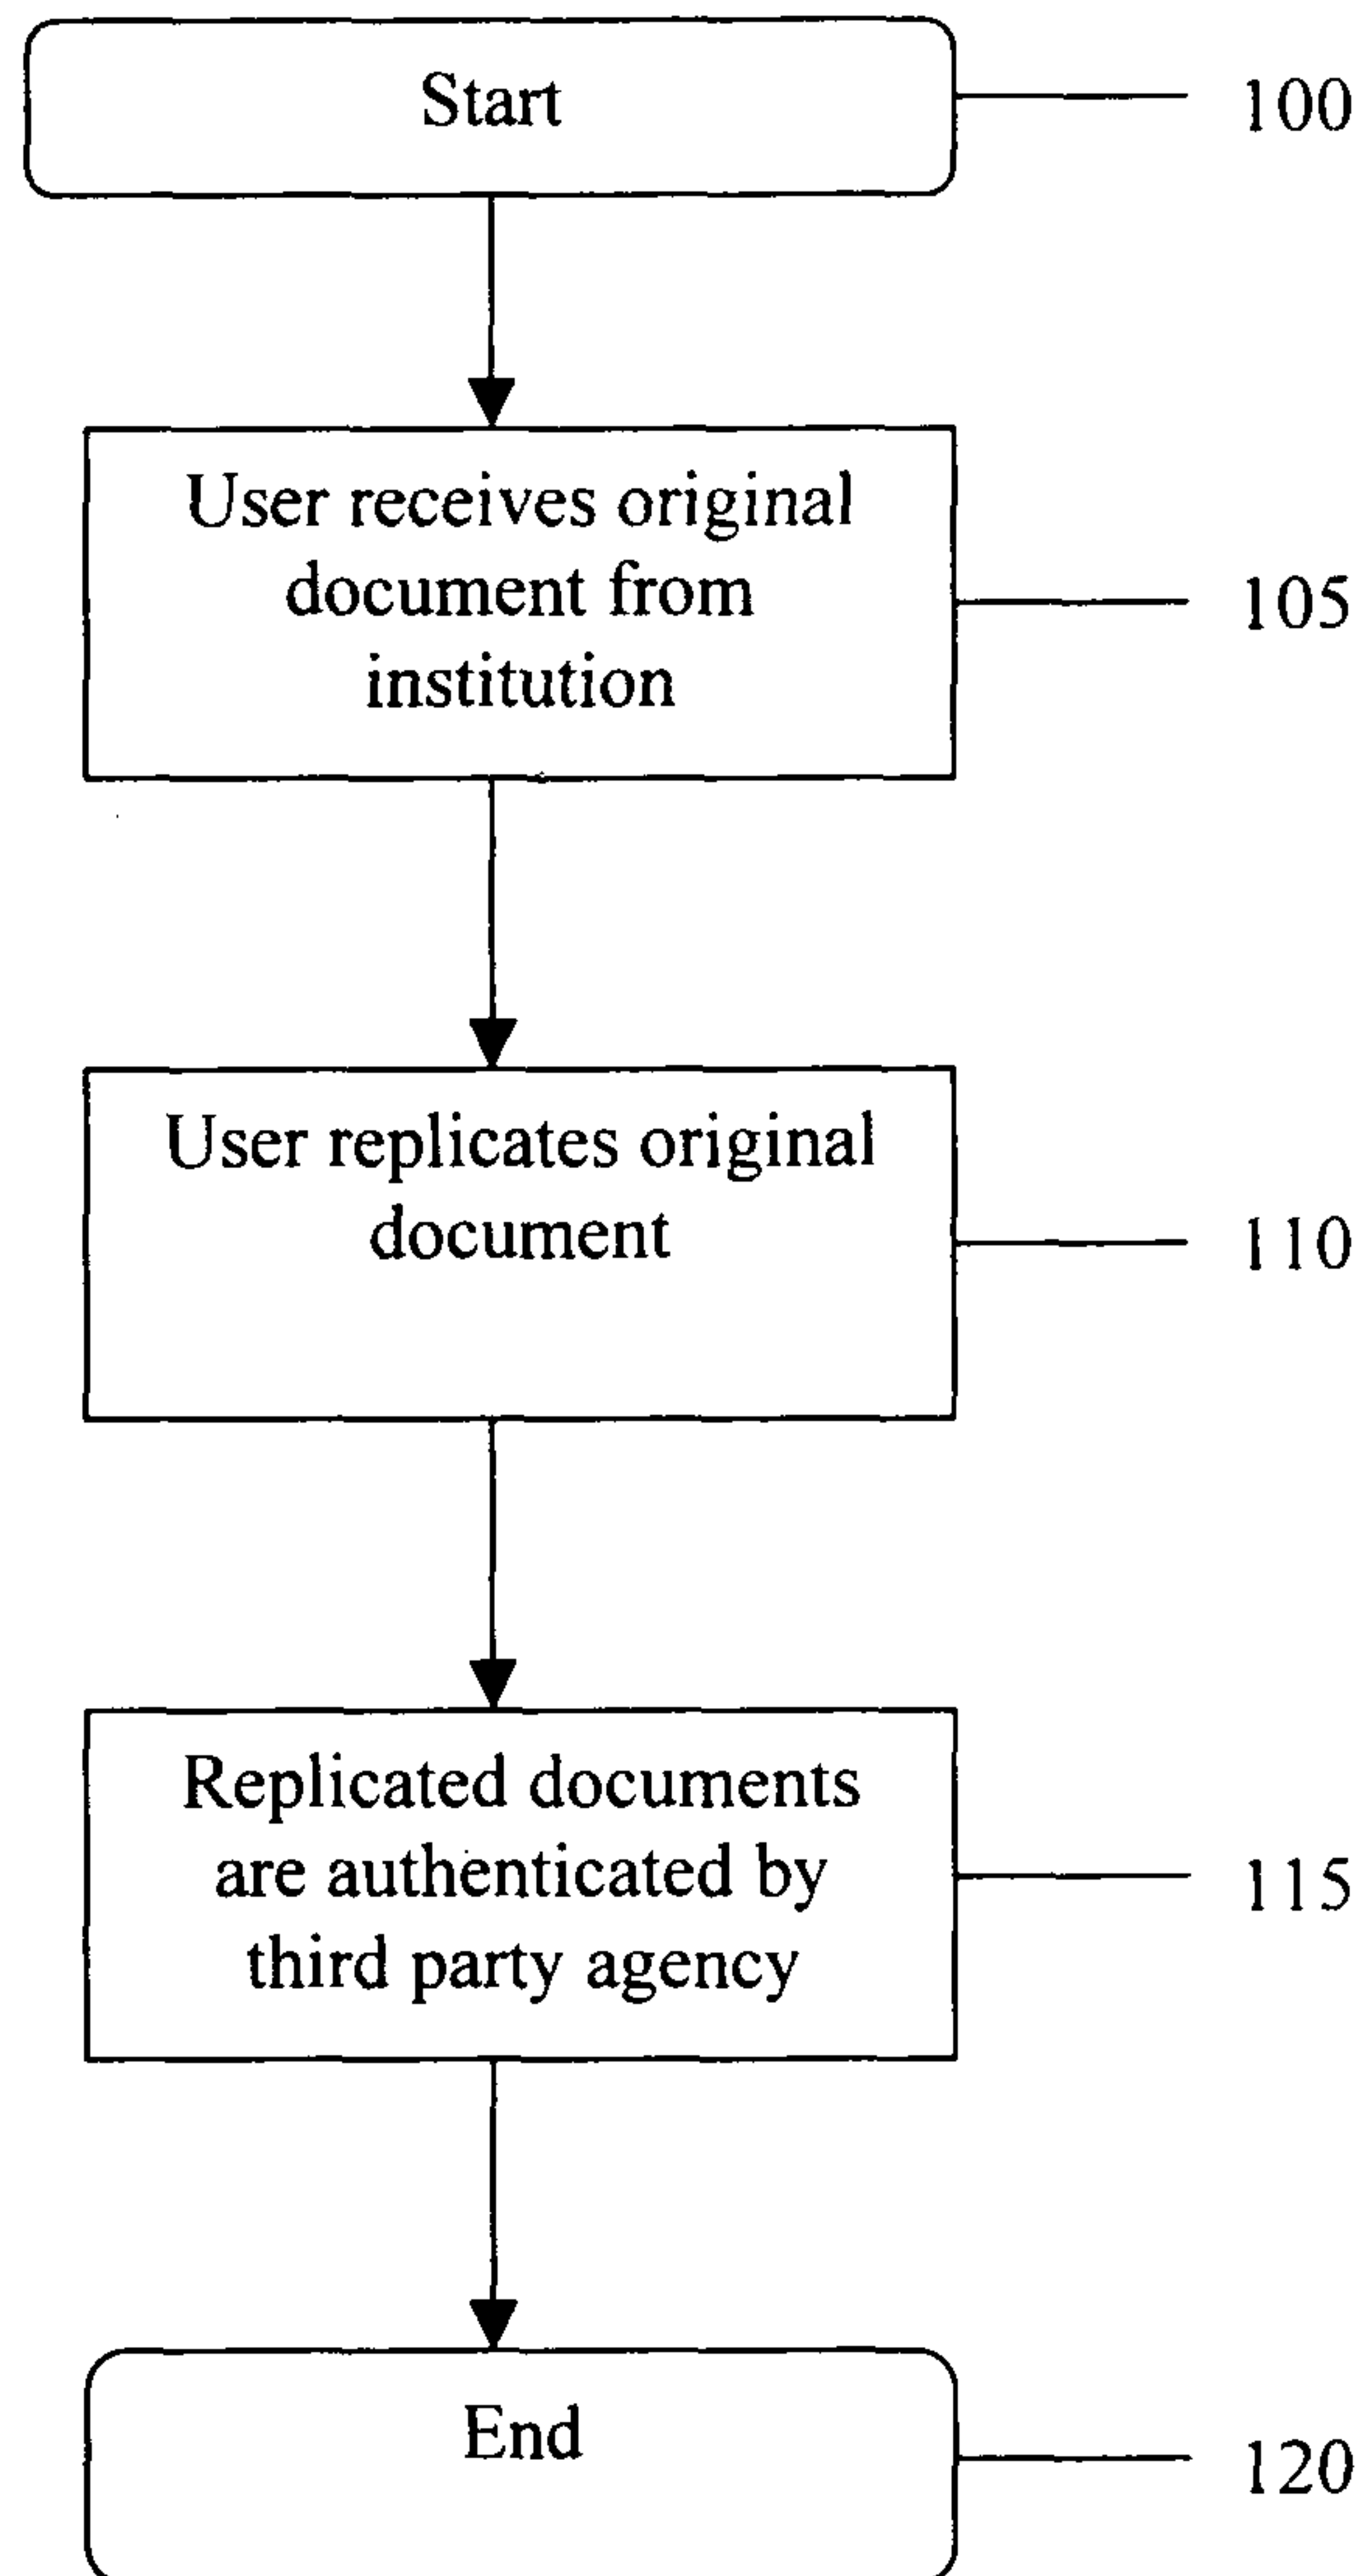 Start
100
User receives original
document from
institution
105
User replicates original
document
110
Replicated documents
are authenticated by
third party agency
115
End
120